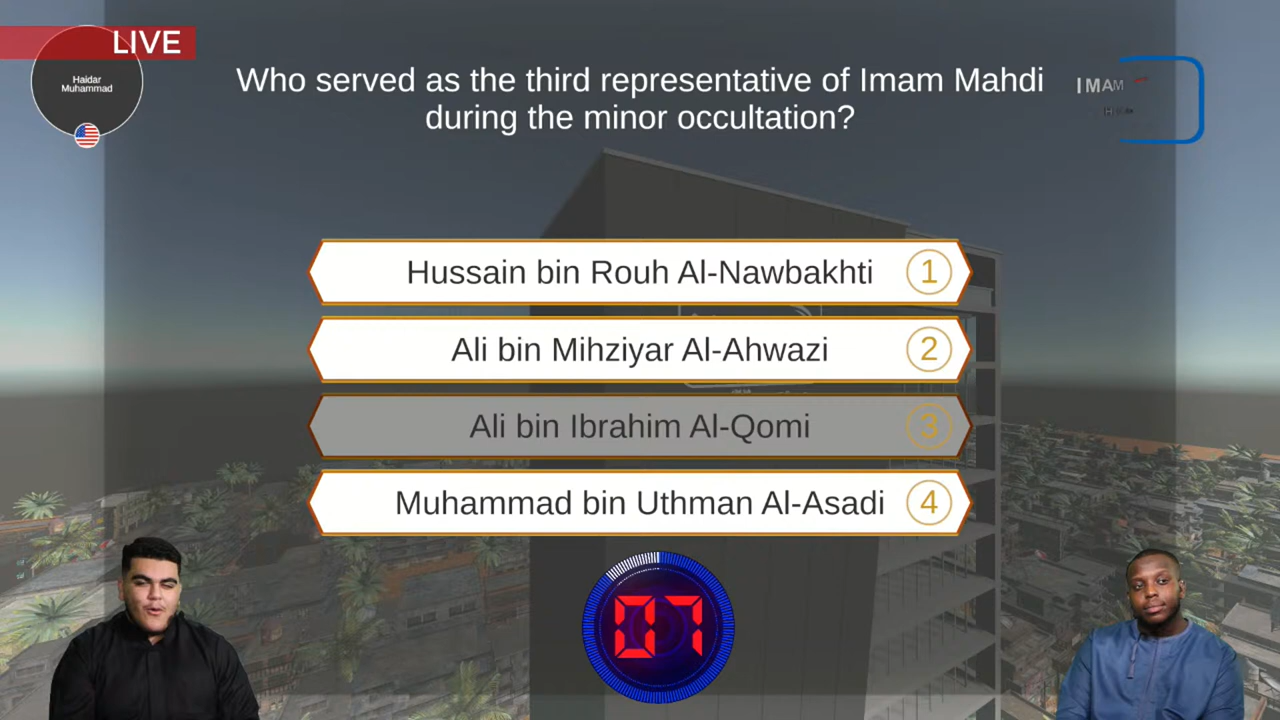 LIVE
Haidar
Muhammad
Who served as the third representative of Imam Mahdi
during the minor occultation?
IMAM
Hussain bin Rouh Al-Nawbakhti 1
Ali bin Mihziyar Al-Ahwazi 2
Ali bin Ibrahim Al-Qomi 3
Muhammad bin Uthman Al-Asadi 4
07